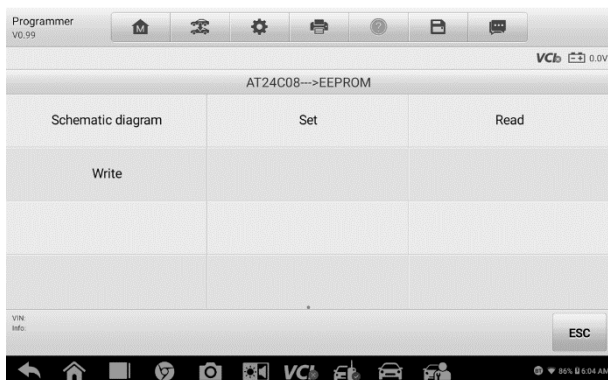 Programmer
V0.99
M
VCI 0.0V
AT24C08--->EEPROM
Schematic diagram Set Read
Write
VIN:
Info:
ESC
VCI 86% 6:04 AM